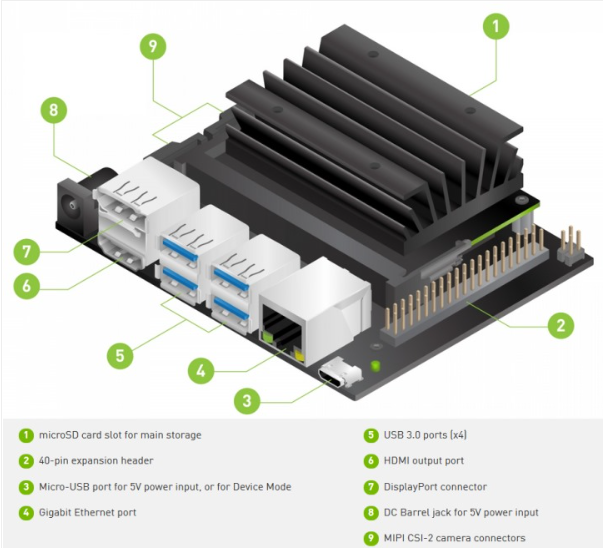 9
1
8
7
6
5
4
3
2
1 microSD card slot for main storage
2 40-pin expansion header
3 Micro-USB port for 5V power input, or for Device Mode
4 Gigabit Ethernet port
5 USB 3.0 ports (x4)
6 HDMI output port
7 DisplayPort connector
8 DC Barrel jack for 5V power input
9 MIPI CSI-2 camera connectors